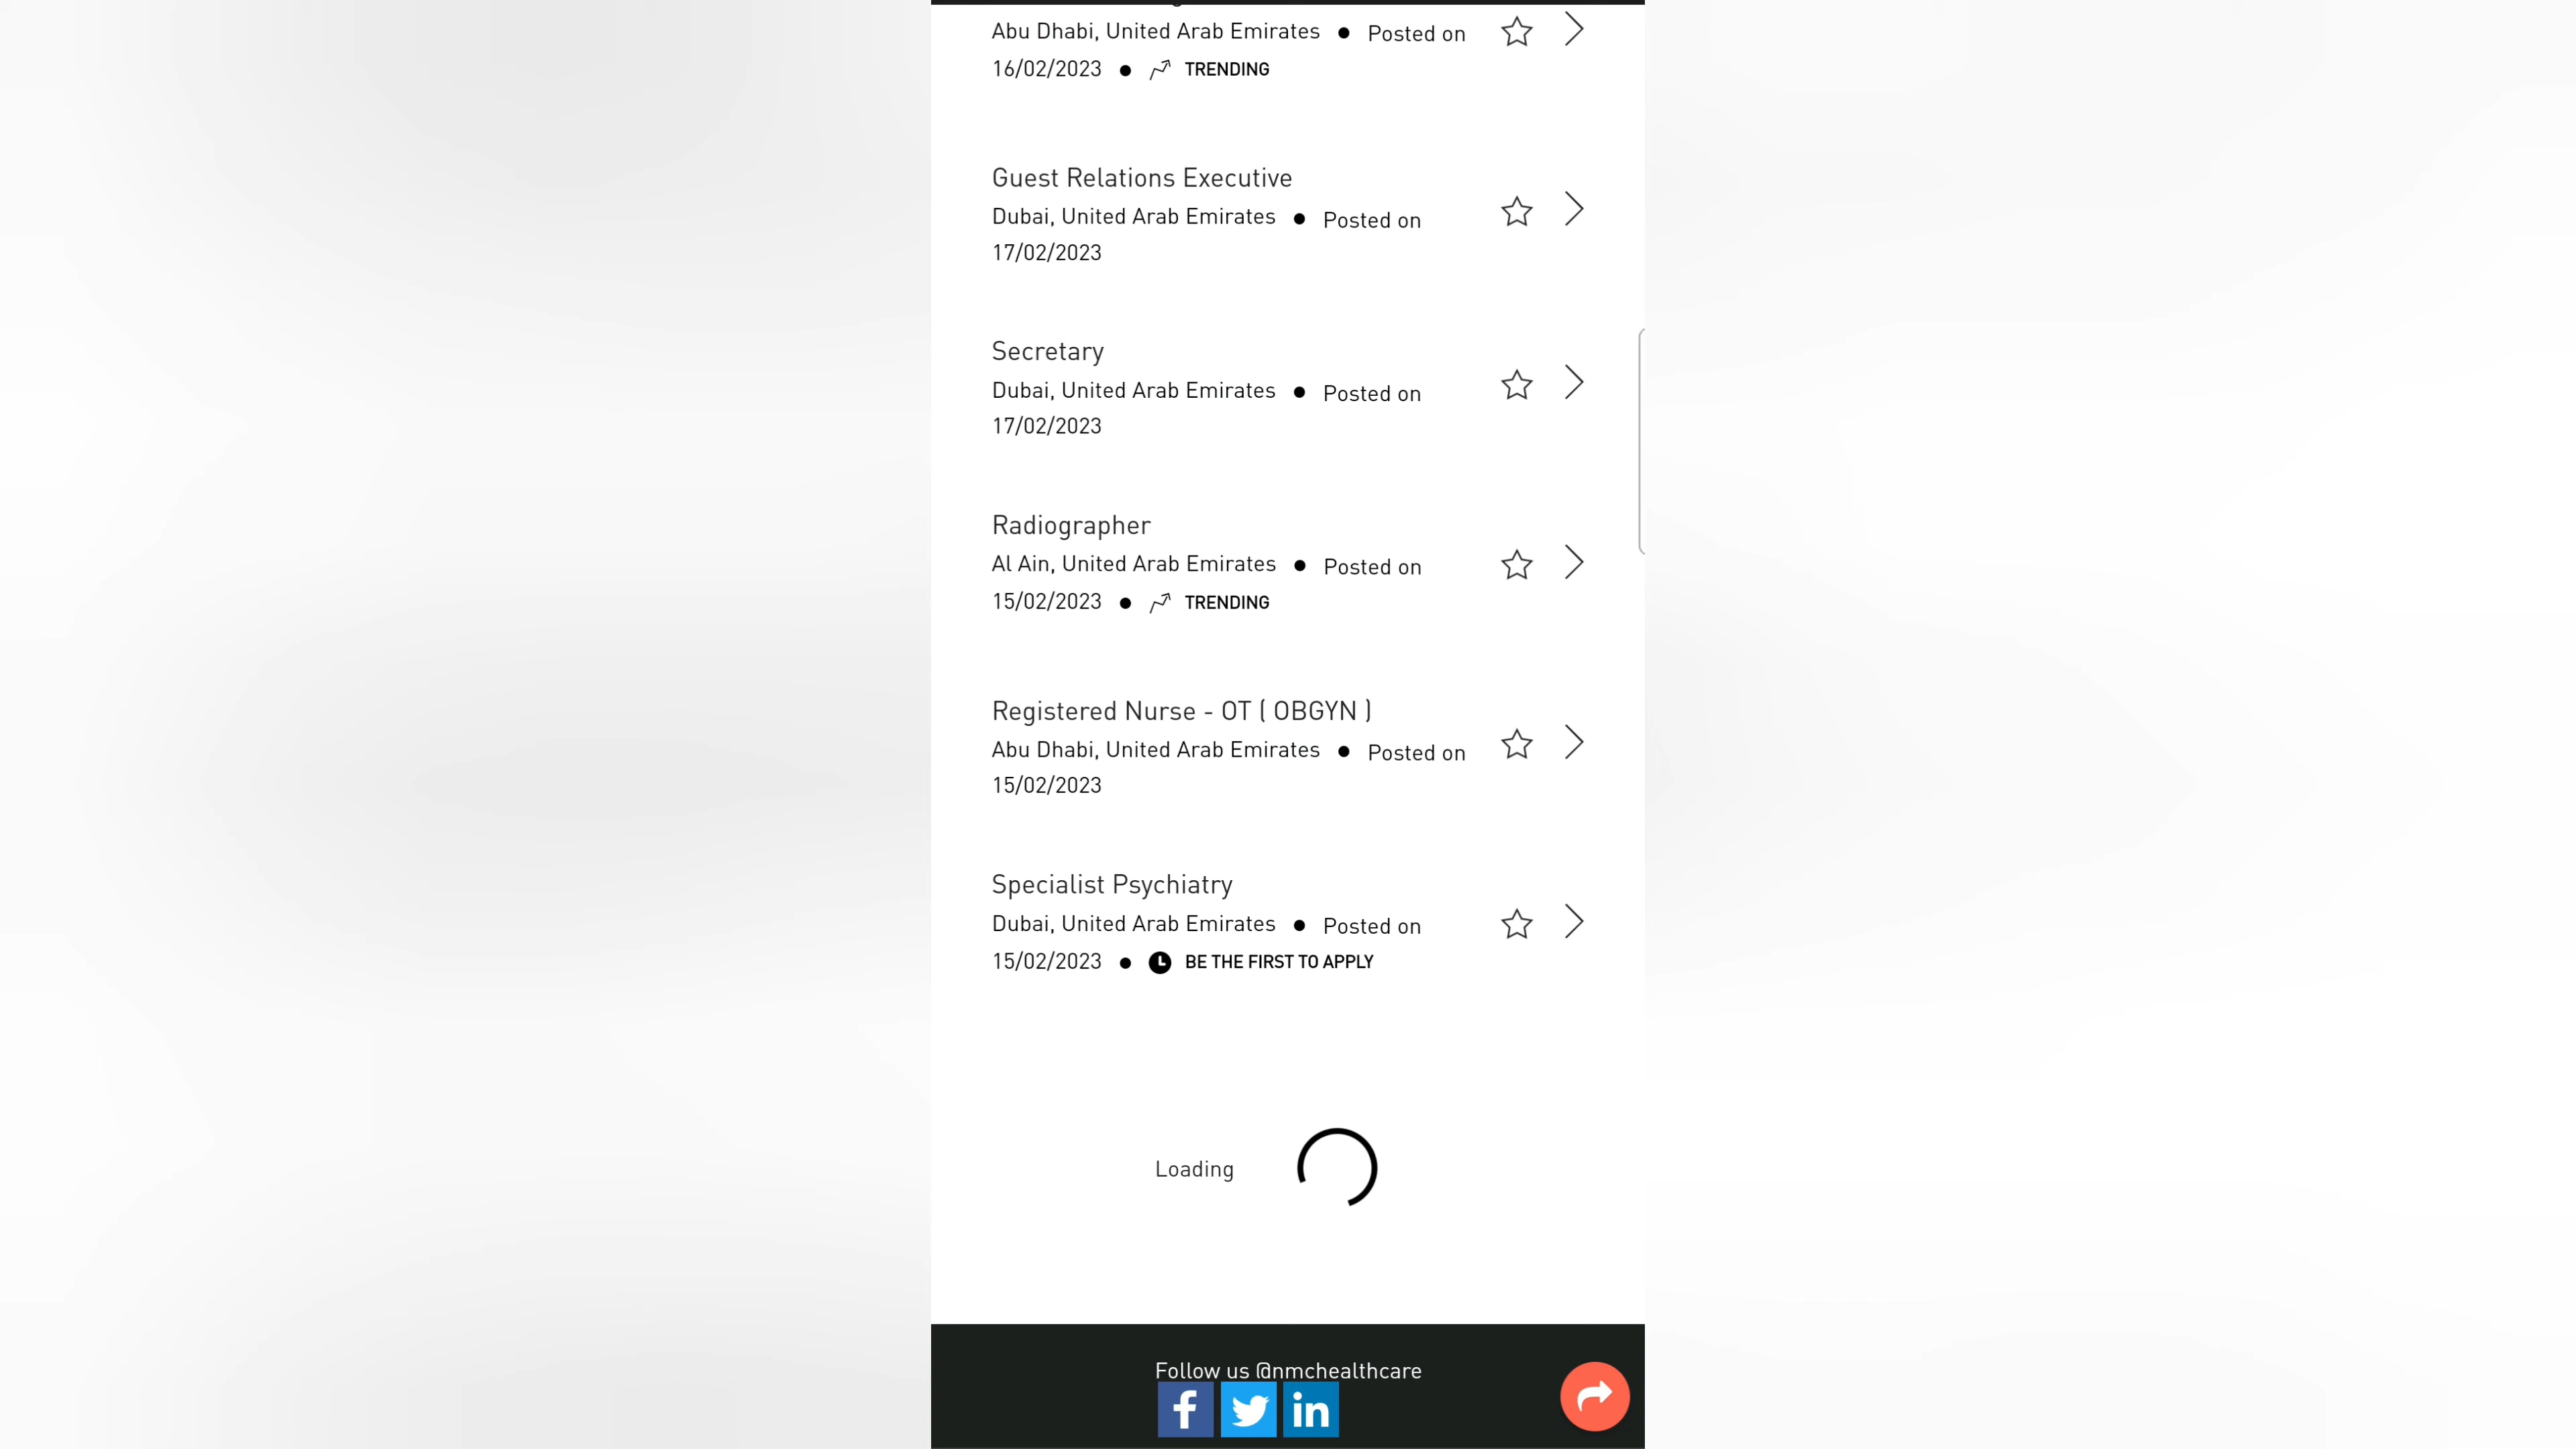 Abu Dhabi, United Arab Emirates ● Posted on
16/02/2023 ● TRENDING
Guest Relations Executive
Dubai, United Arab Emirates ● Posted on
17/02/2023
Secretary
Dubai, United Arab Emirates ● Posted on
17/02/2023
Radiographer
Al Ain, United Arab Emirates ● Posted on
15/02/2023 ● TRENDING
Registered Nurse - OT ( OBGYN )
Abu Dhabi, United Arab Emirates ● Posted on
15/02/2023
Specialist Psychiatry
Dubai, United Arab Emirates ● Posted on
15/02/2023 ● BE THE FIRST TO APPLY
Loading
Follow us @nmchealthcare